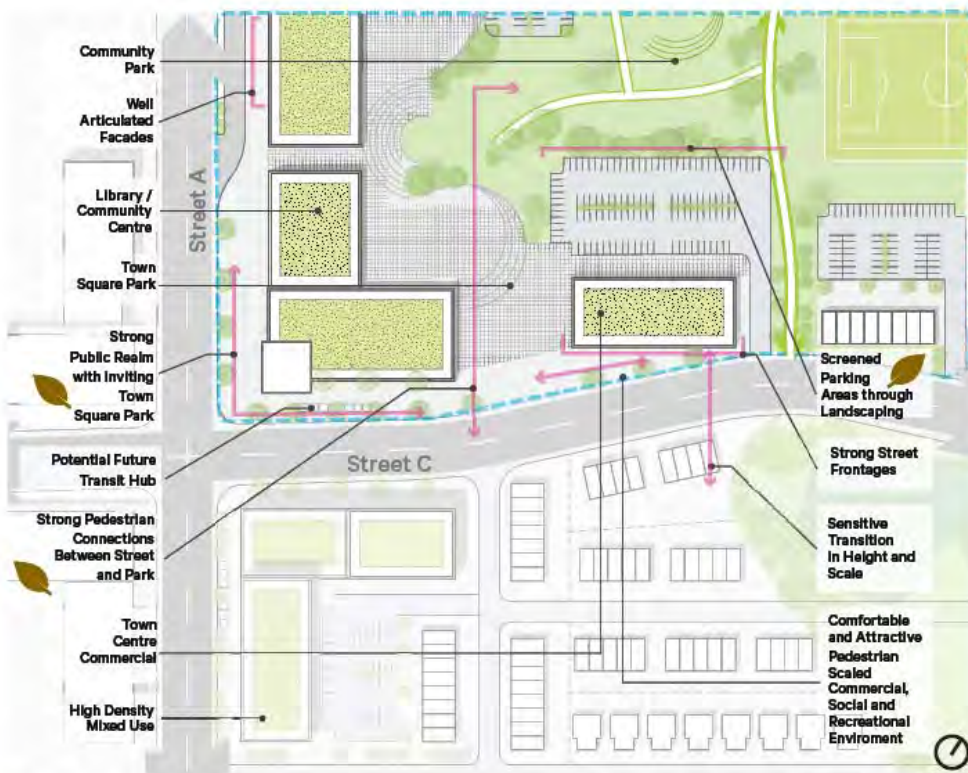 Community
Park
Well
Articulated
Facades
Library /
Community
Centre
Town
Square Park
Strong
Public Realm
with Inviting
Town
Square Park
Potential Future
Transit Hub
Strong Pedestrian
Connections
Between Street
and Park
Town
Centre
Commercial
High Density
Mixed Use
Street A
Street C
Screened
Parking
Areas through
Landscaping
Strong Street
Frontages
Sensitive
Transition
in Height and
Scale
Comfortable
and Attractive
Pedestrian
Scaled
Commercial,
Social and
Recreational
Enviroment